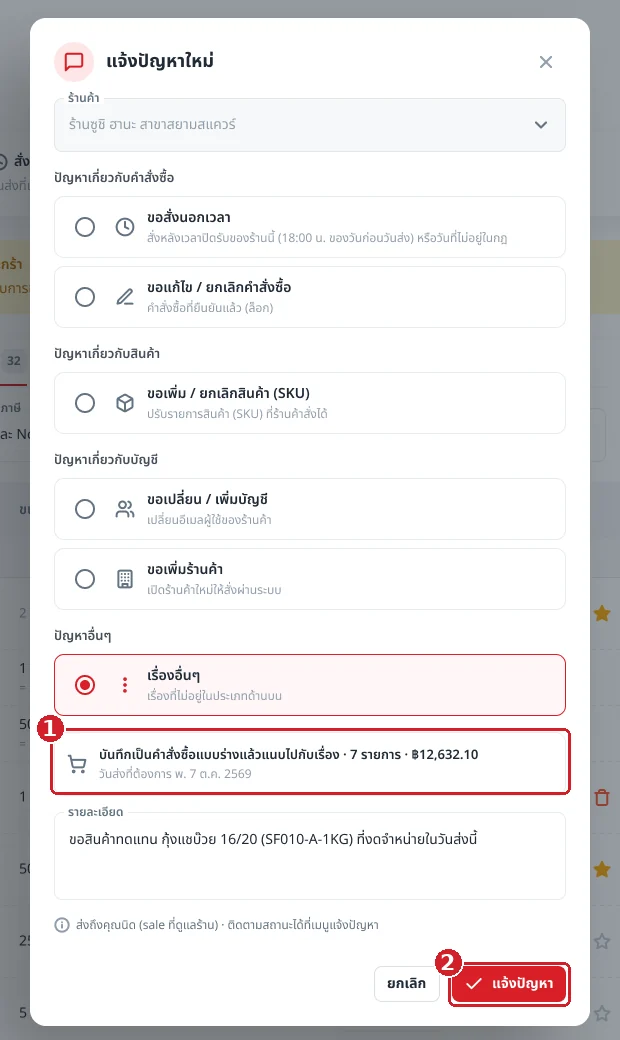 แจ้งปัญหาใหม่
ร้านค้า
ร้านซูชิ ฮานะ สาขาสยามสแควร์
ปัญหาเกี่ยวกับคำสั่งซื้อ
ขอสั่งนอกเวลา
สั่งหลังเวลาปิดรับของร้านนี้ (18:00 น. ของวันก่อนวันส่ง) หรือวันที่ไม่อยู่ในกฎ
ขอแก้ไข / ยกเลิกคำสั่งซื้อ
คำสั่งซื้อที่ยืนยันแล้ว (ล็อก)
ปัญหาเกี่ยวกับสินค้า
32
ขอเพิ่ม / ยกเลิกสินค้า (SKU)
ปรับรายการสินค้า (SKU) ที่ร้านค้าสั่งได้
ปัญหาเกี่ยวกับบัญชี
ขอเปลี่ยน / เพิ่มบัญชี
เปลี่ยนอีเมลผู้ใช้ของร้านค้า
ขอเพิ่มร้านค้า
เปิดร้านค้าใหม่ให้สั่งผ่านระบบ
2
ปัญหาอื่นๆ
1
เรื่องอื่นๆ
เรื่องที่ไม่อยู่ในประเภทด้านบน
1
บันทึกเป็นคำสั่งซื้อแบบร่างแล้วแนบไปกับเรื่อง · 7 รายการ · ฿12,632.10
วันส่งที่ต้องการ พ. 7 ต.ค. 2569
1
รายละเอียด
ขอสินค้าทดแทน กุ้งแชบ๊วย 16/20 (SF010-A-1KG) ที่งดจำหน่ายในวันส่งนี้
ส่งถึงคุณนิด (sale ที่ดูแลร้าน) · ติดตามสถานะได้ที่เมนูแจ้งปัญหา
2
ยกเลิก
แจ้งปัญหา
5